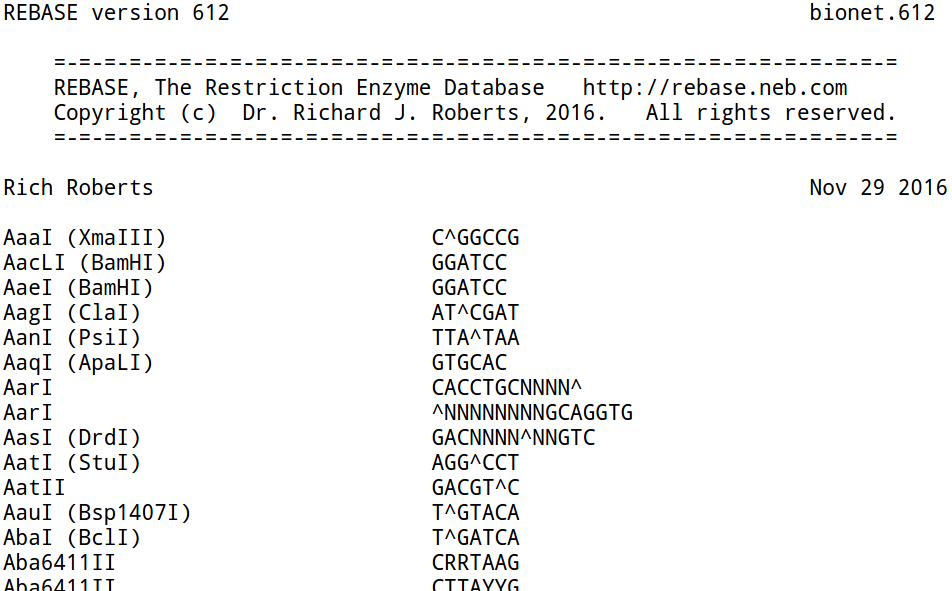 REBASE version 612 bionet.612
=-=-=-=-=-=-=-=-=-=-=-=-=-=-=-=-=-=-=-=-=-=-=-=-=-=-=-=-=-=-=-=-=-=
REBASE, The Restriction Enzyme Database http://rebase.neb.com
Copyright (c) Dr. Richard J. Roberts, 2016. All rights reserved.
=-=-=-=-=-=-=-=-=-=-=-=-=-=-=-=-=-=-=-=-=-=-=-=-=-=-=-=-=-=-=-=-=-=
Rich Roberts Nov 29 2016
AaaI (XmaIII) C^GGCCG
AacLI (BamHI) GGATCC
AaeI (BamHI) GGATCC
AagI (ClaI) AT^CGAT
AanI (PsiI) TTA^TAA
AaqI (ApaLI) GTGCAC
AarI CACCTGCNNNN^
AarI ^NNNNNNNNGCAGGTG
AasI (DrdI) GACNNNN^NNGTC
AatI (StuI) AGG^CCT
AatII GACGT^C
AauI (Bsp1407I) T^GTACA
AbaI (BclI) T^GATCA
Aba6411II CRRTAAG
Aba6411II CTTAYYG